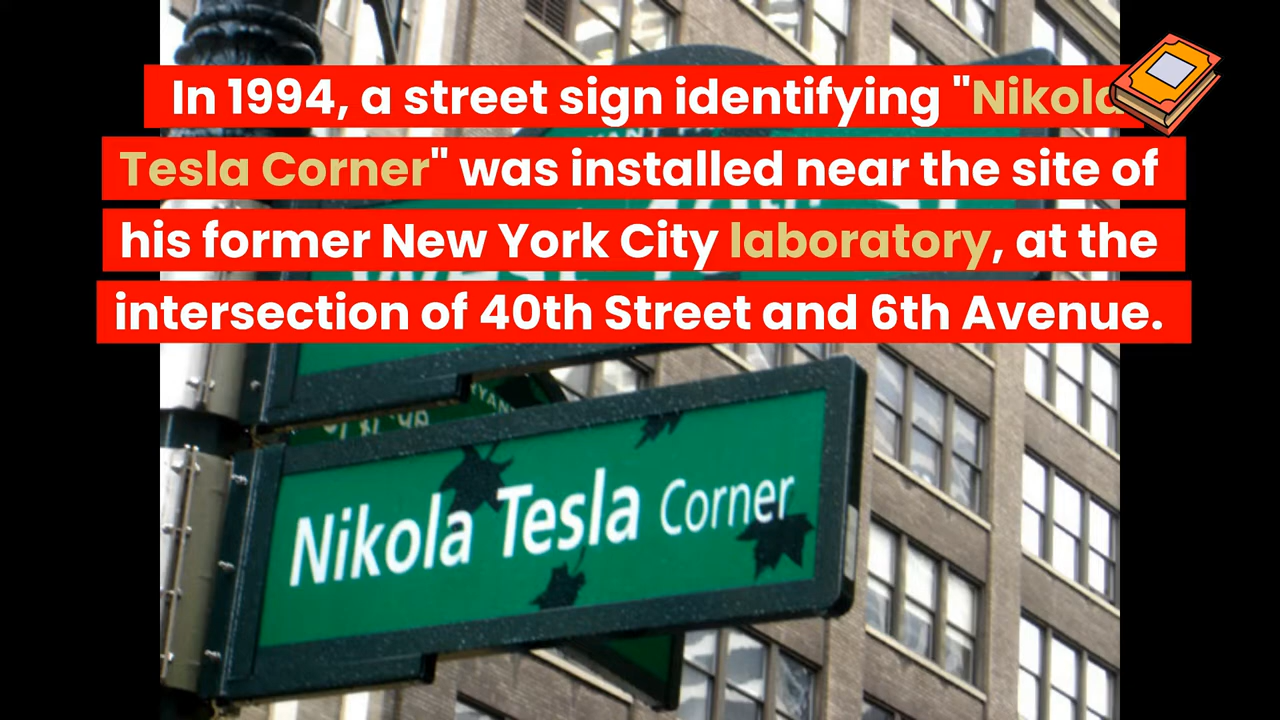 In 1994, a street sign identifying "Nikola
Tesla Corner" was installed near the site of
his former New York City laboratory, at the
intersection of 40th Street and 6th Avenue.
Nikola Tesla Corner